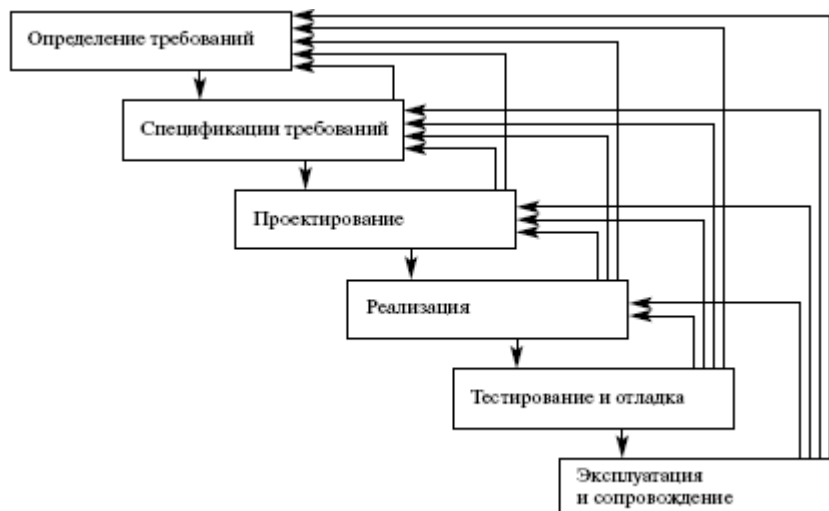 Определение требований
Спецификации требований
Проектирование
Реализация
Тестирование и отладка
Эксплуатация
и сопровождение